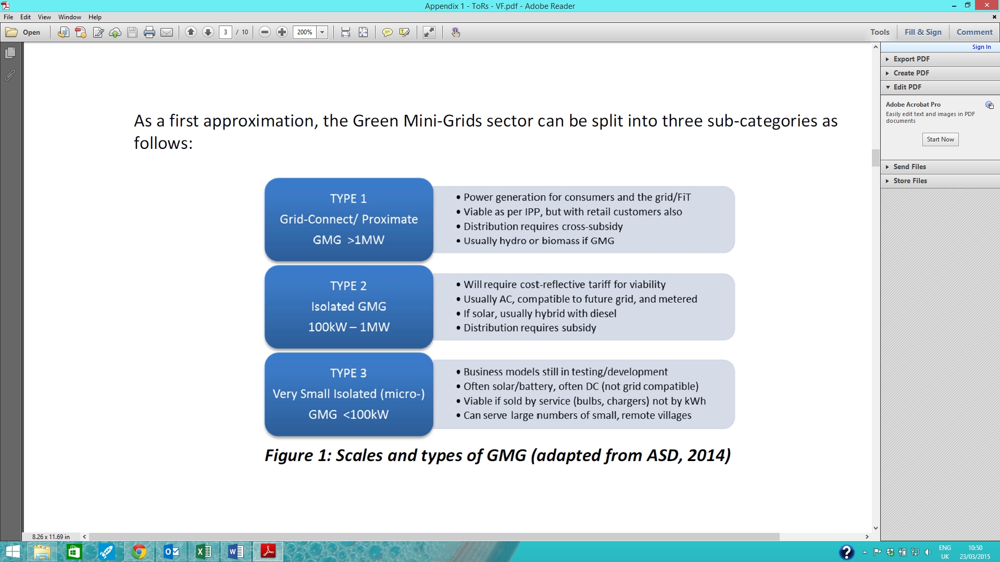 Appendix 1 - ToRs - VF.pdf - Adobe Reader
File Edit View Window Help
Open 3 / 10 200% Tools Fill & Sign Comment
Sign In
Export PDF
Create PDF
Edit PDF
Adobe Acrobat Pro
Easily edit text and images in PDF
documents
Start Now
Send Files
Store Files
As a first approximation, the Green Mini-Grids sector can be split into three sub-categories as
follows:
TYPE 1
Grid-Connect/ Proximate
GMG >1MW
• Power generation for consumers and the grid/FiT
• Viable as per IPP, but with retail customers also
• Distribution requires cross-subsidy
• Usually hydro or biomass if GMG
TYPE 2
Isolated GMG
100kW – 1MW
• Will require cost-reflective tariff for viability
• Usually AC, compatible to future grid, and metered
• If solar, usually hybrid with diesel
• Distribution requires subsidy
TYPE 3
Very Small Isolated (micro-)
GMG <100kW
• Business models still in testing/development
• Often solar/battery, often DC (not grid compatible)
• Viable if sold by service (bulbs, chargers) not by kWh
• Can serve large numbers of small, remote villages
Figure 1: Scales and types of GMG (adapted from ASD, 2014)
8.26 x 11.69 in
ENG
UK
10:50
23/03/2015